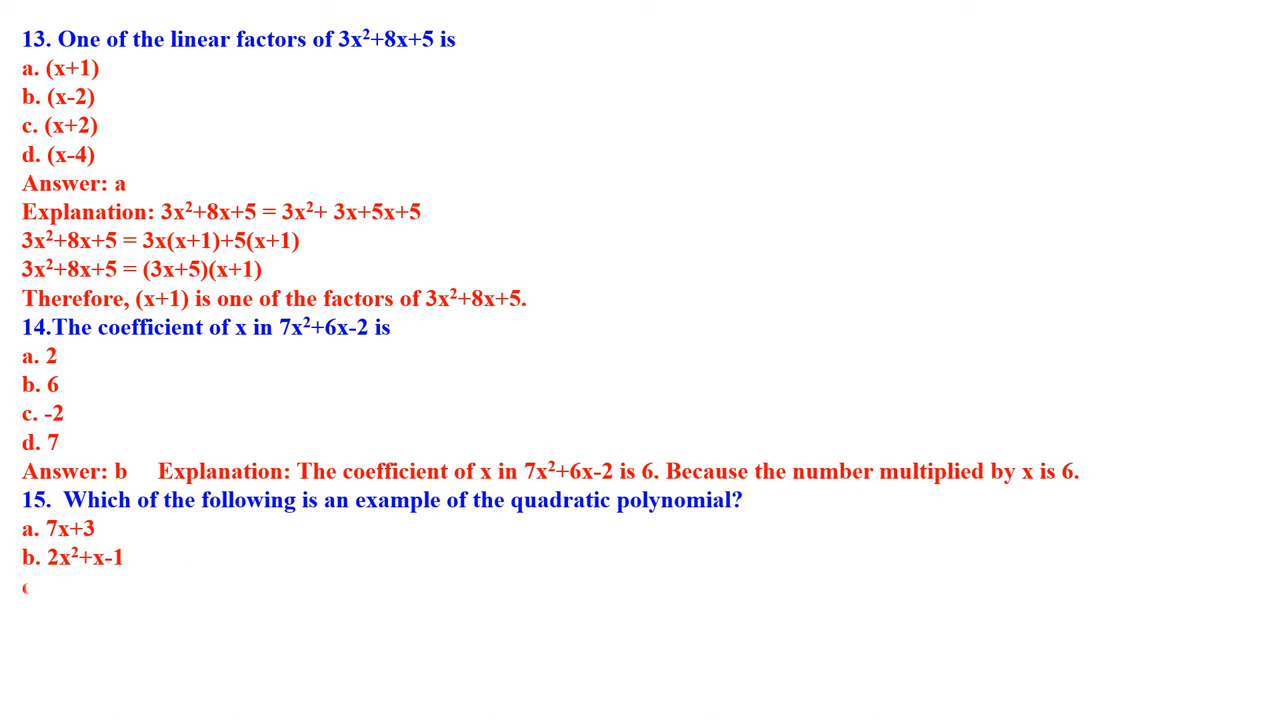 13. One of the linear factors of 3x²+8x+5 is
a. (x+1)
b. (x-2)
c. (x+2)
d. (x-4)
Answer: a
Explanation: 3x²+8x+5 = 3x²+ 3x+5x+5
3x²+8x+5 = 3x(x+1)+5(x+1)
3x²+8x+5 = (3x+5)(x+1)
Therefore, (x+1) is one of the factors of 3x²+8x+5.
14.The coefficient of x in 7x²+6x-2 is
a. 2
b. 6
c. -2
d. 7
Answer: b Explanation: The coefficient of x in 7x²+6x-2 is 6. Because the number multiplied by x is 6.
15. Which of the following is an example of the quadratic polynomial?
a. 7x+3
b. 2x²+x-1